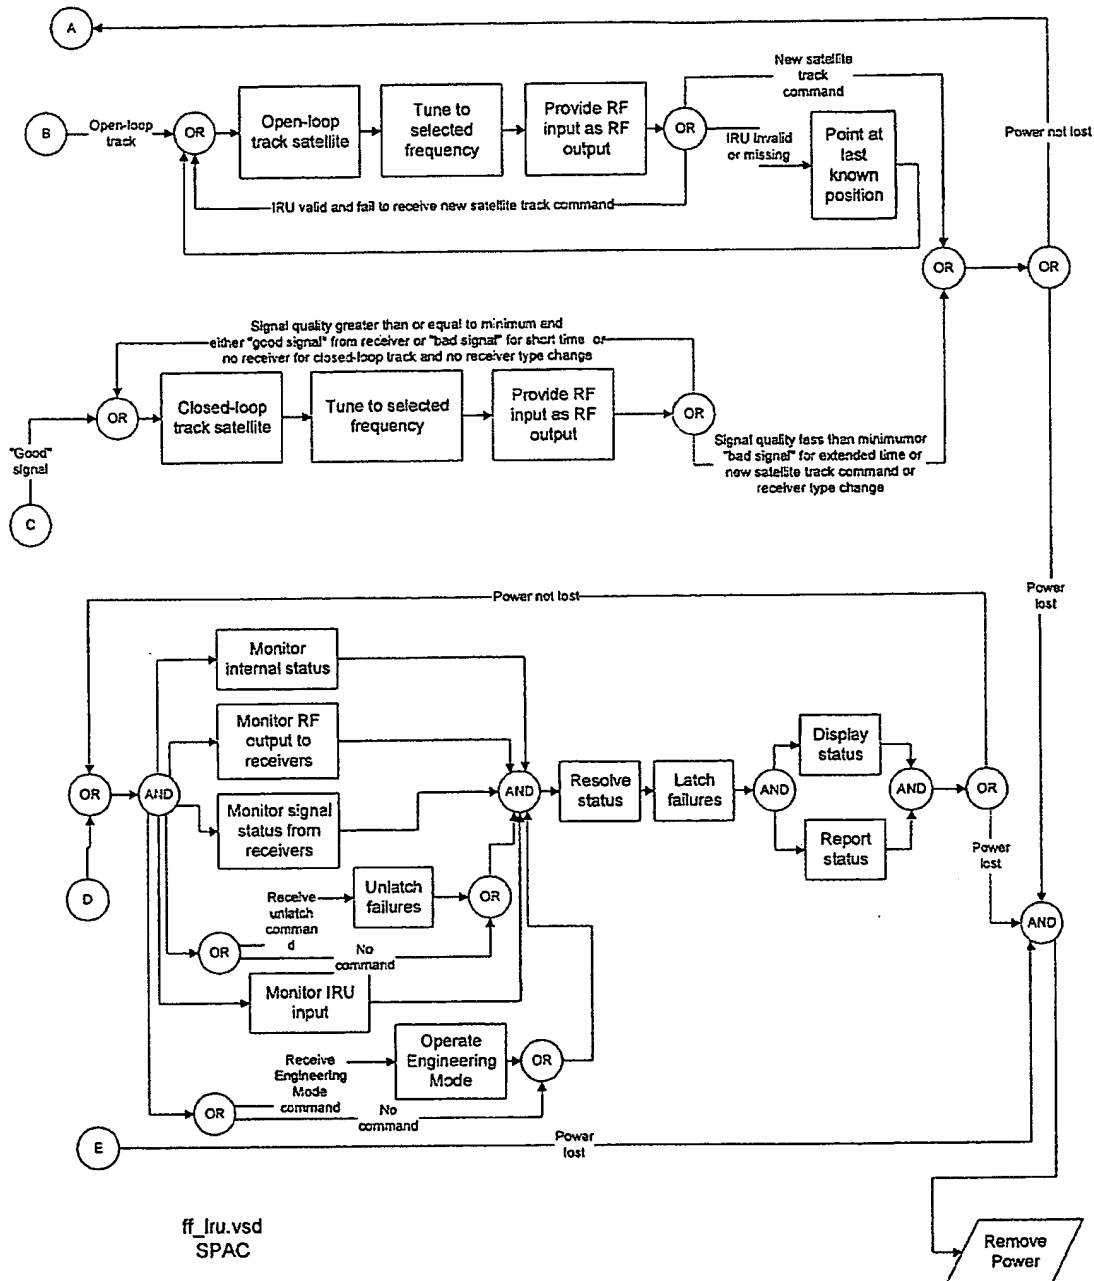 A
New satellite
track
command
B
Open-loop
track
OR
Open-loop
track satellite
Tune to
selected
frequency
Provide RF
input as RF
output
OR
IRU invalid
or missing
Point at
last
known
position
Power not lost
IRU valid and fail to receive new satellite track command
OR
OR
Signal quality greater than or equal to minimum and
either "good signal" from receiver or "bad signal" for short time or
no receiver for closed-loop track and no receiver type change
OR
Closed-loop
track satellite
Tune to selected
frequency
Provide RF
input as RF
output
OR
"Good"
signal
Signal quality less than minimumor
"bad signal" for extended time or
new satellite track command or
receiver type change
C
Power
lost
Power not lost
Monitor
internal status
Monitor RF
output to
receivers
OR
AND
Monitor signal
status from
receivers
AND
Resolve
status
Latch
failures
AND
Display
status
Report
status
AND
OR
Power
lost
D
Receive
unlatch
comman
d
Unlatch
failures
OR
OR
No
command
AND
Monitor IRU
input
Receive
Engineering
Mode
command
Operate
Engineering
Mode
OR
OR
No
command
E
Power
lost
ff_lru.vsd
SPAC
Remove
Power